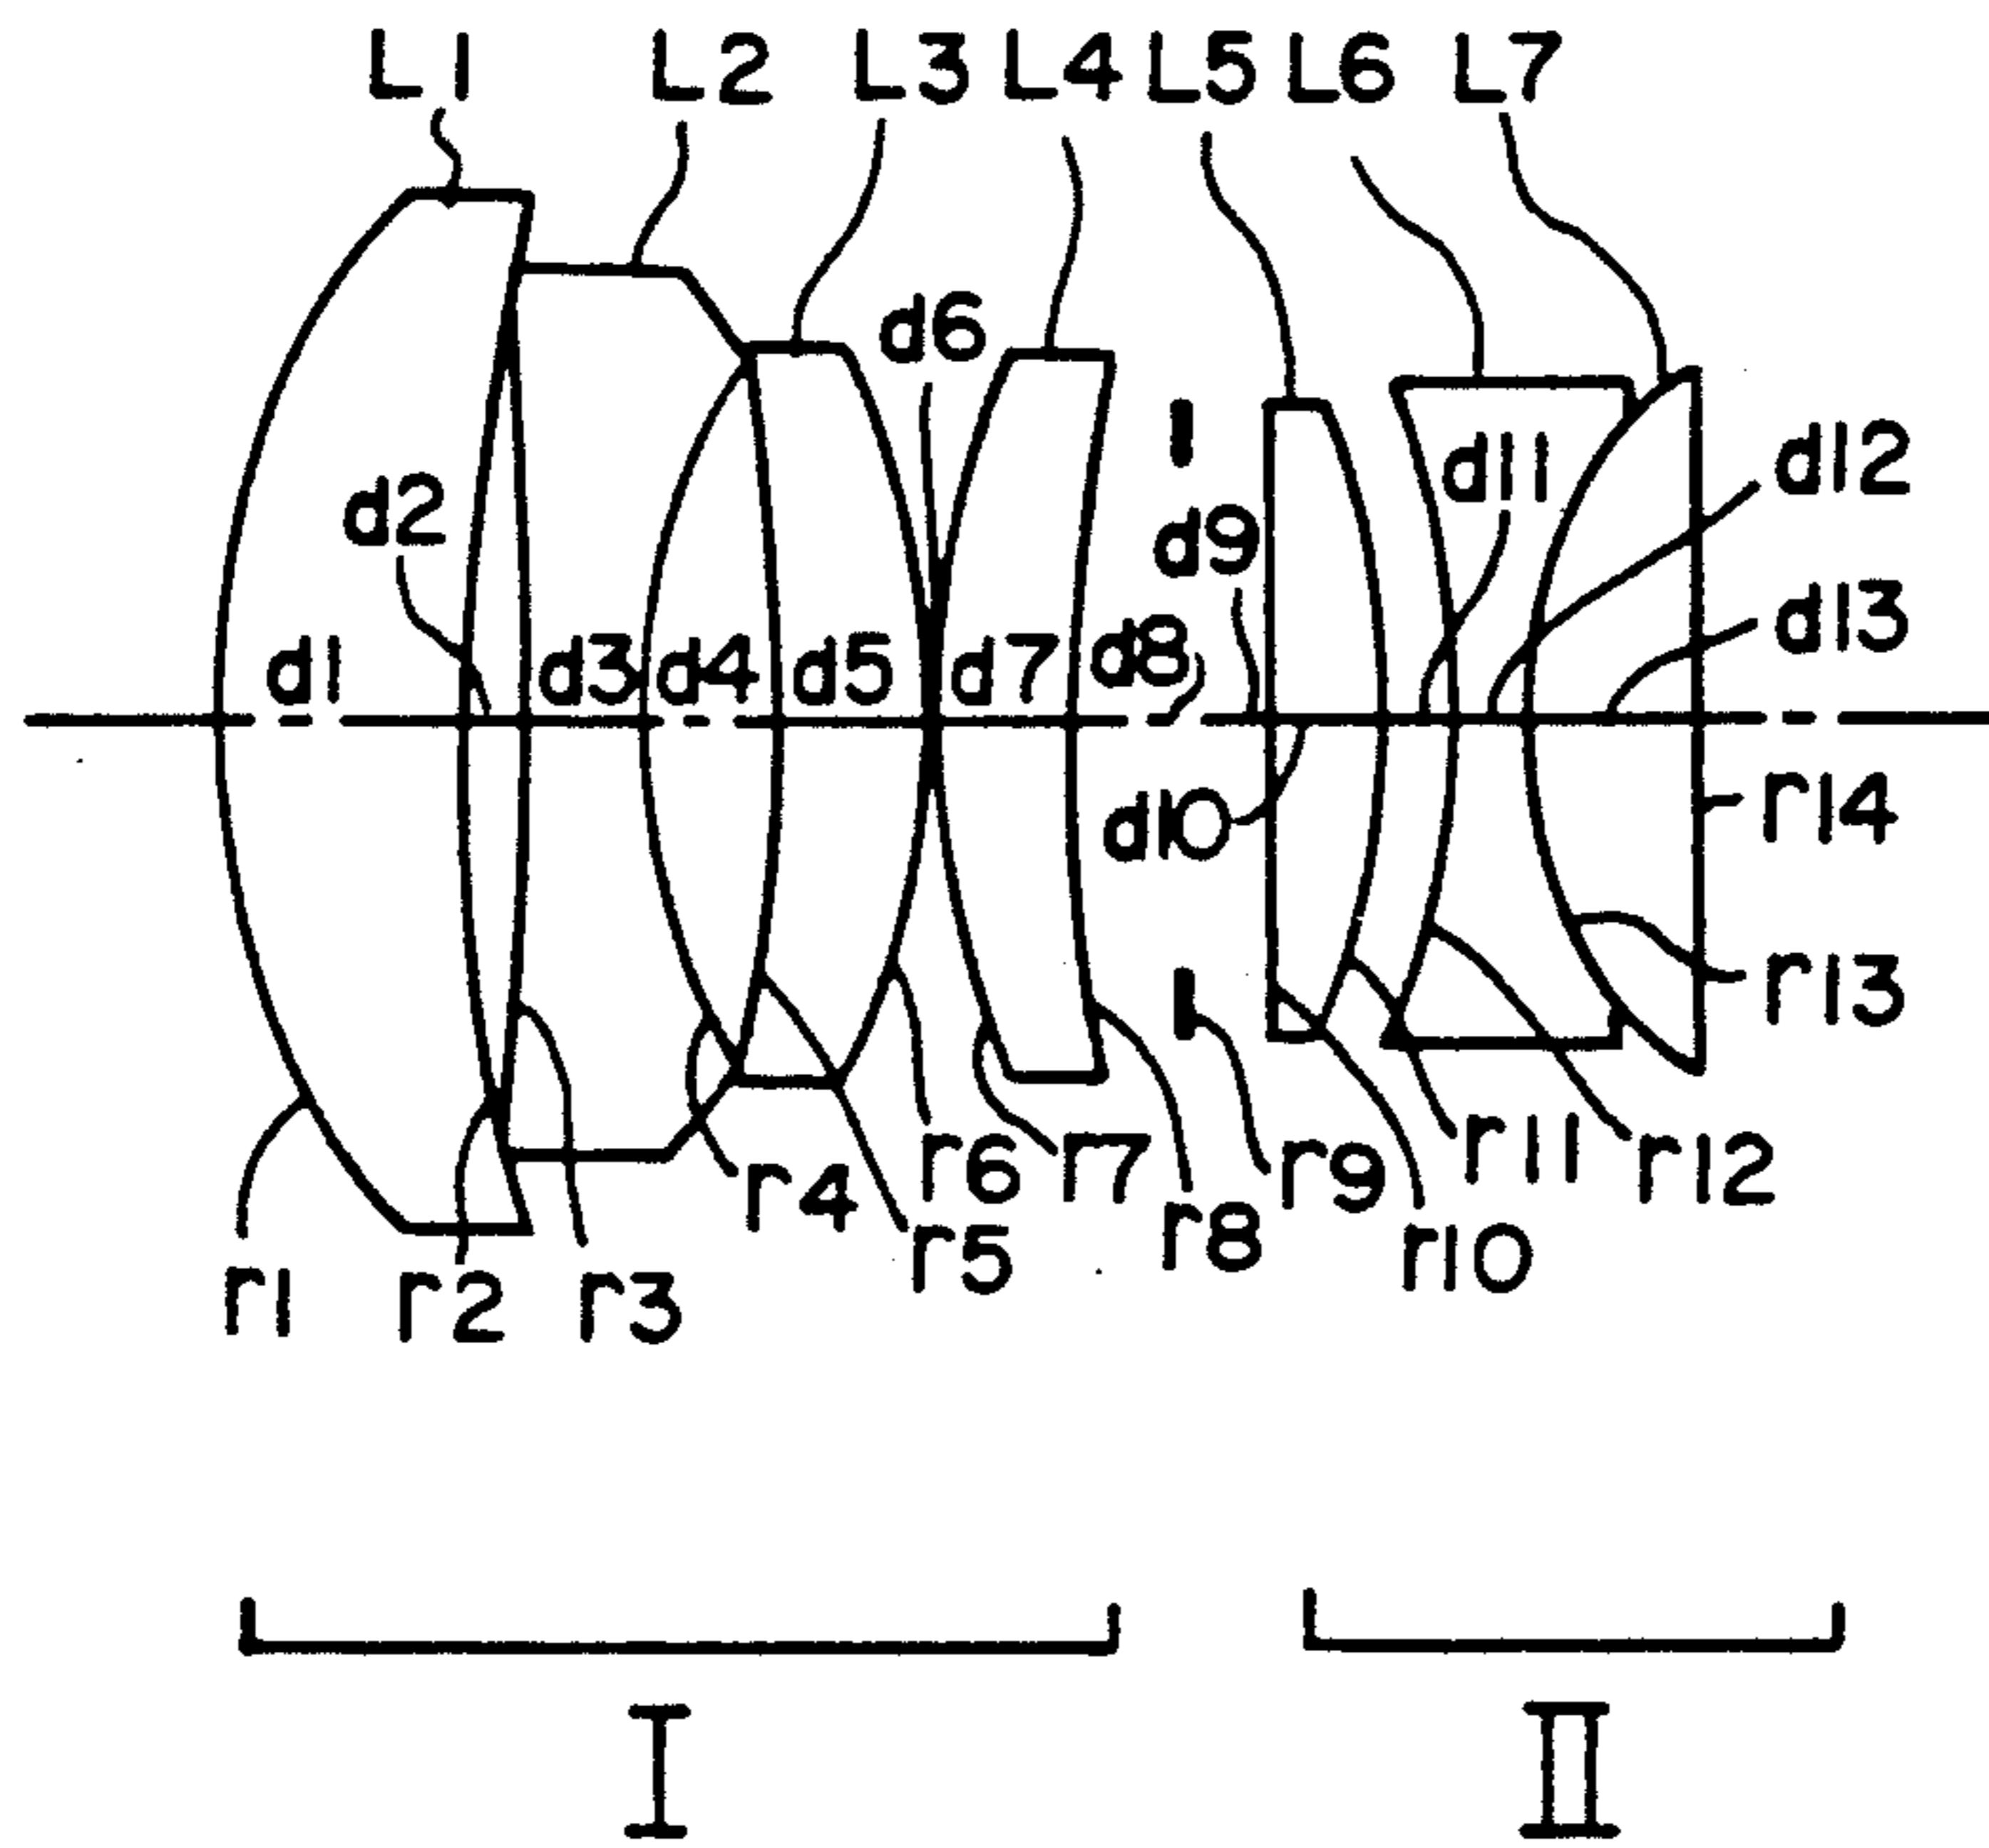 L1 L2 L3 L4 L5 L6 L7
d6
d2 d9 d11 d12
d1 d3 d4 d5 d7 d8 d13
d10 r14
r13
r4 r6 r7 r9 r11 r12
r1 r2 r3 r5 r8 r10
I II